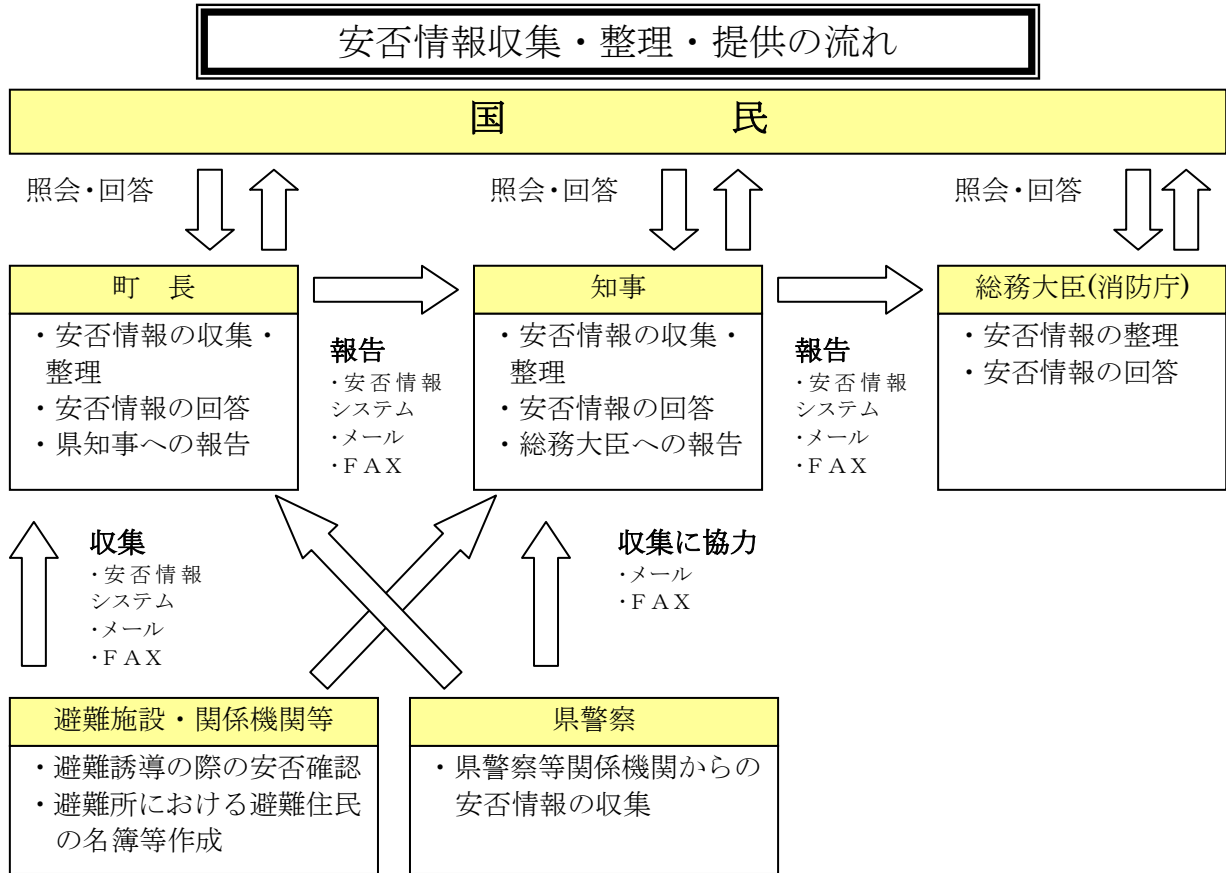 安否情報収集・整理・提供の流れ
国　民
照会・回答
照会・回答
照会・回答
町　長
・安否情報の収集・
整理
・安否情報の回答
・県知事への報告
報告
・安否情報
システム
・メール
・ＦＡＸ
知事
・安否情報の収集・
整理
・安否情報の回答
・総務大臣への報告
報告
・安否情報
システム
・メール
・ＦＡＸ
総務大臣(消防庁)
・安否情報の整理
・安否情報の回答
収集
・安否情報
システム
・メール
・ＦＡＸ
収集に協力
・メール
・ＦＡＸ
避難施設・関係機関等
・避難誘導の際の安否確認
・避難所における避難住民
の名簿等作成
県警察
・県警察等関係機関からの
安否情報の収集